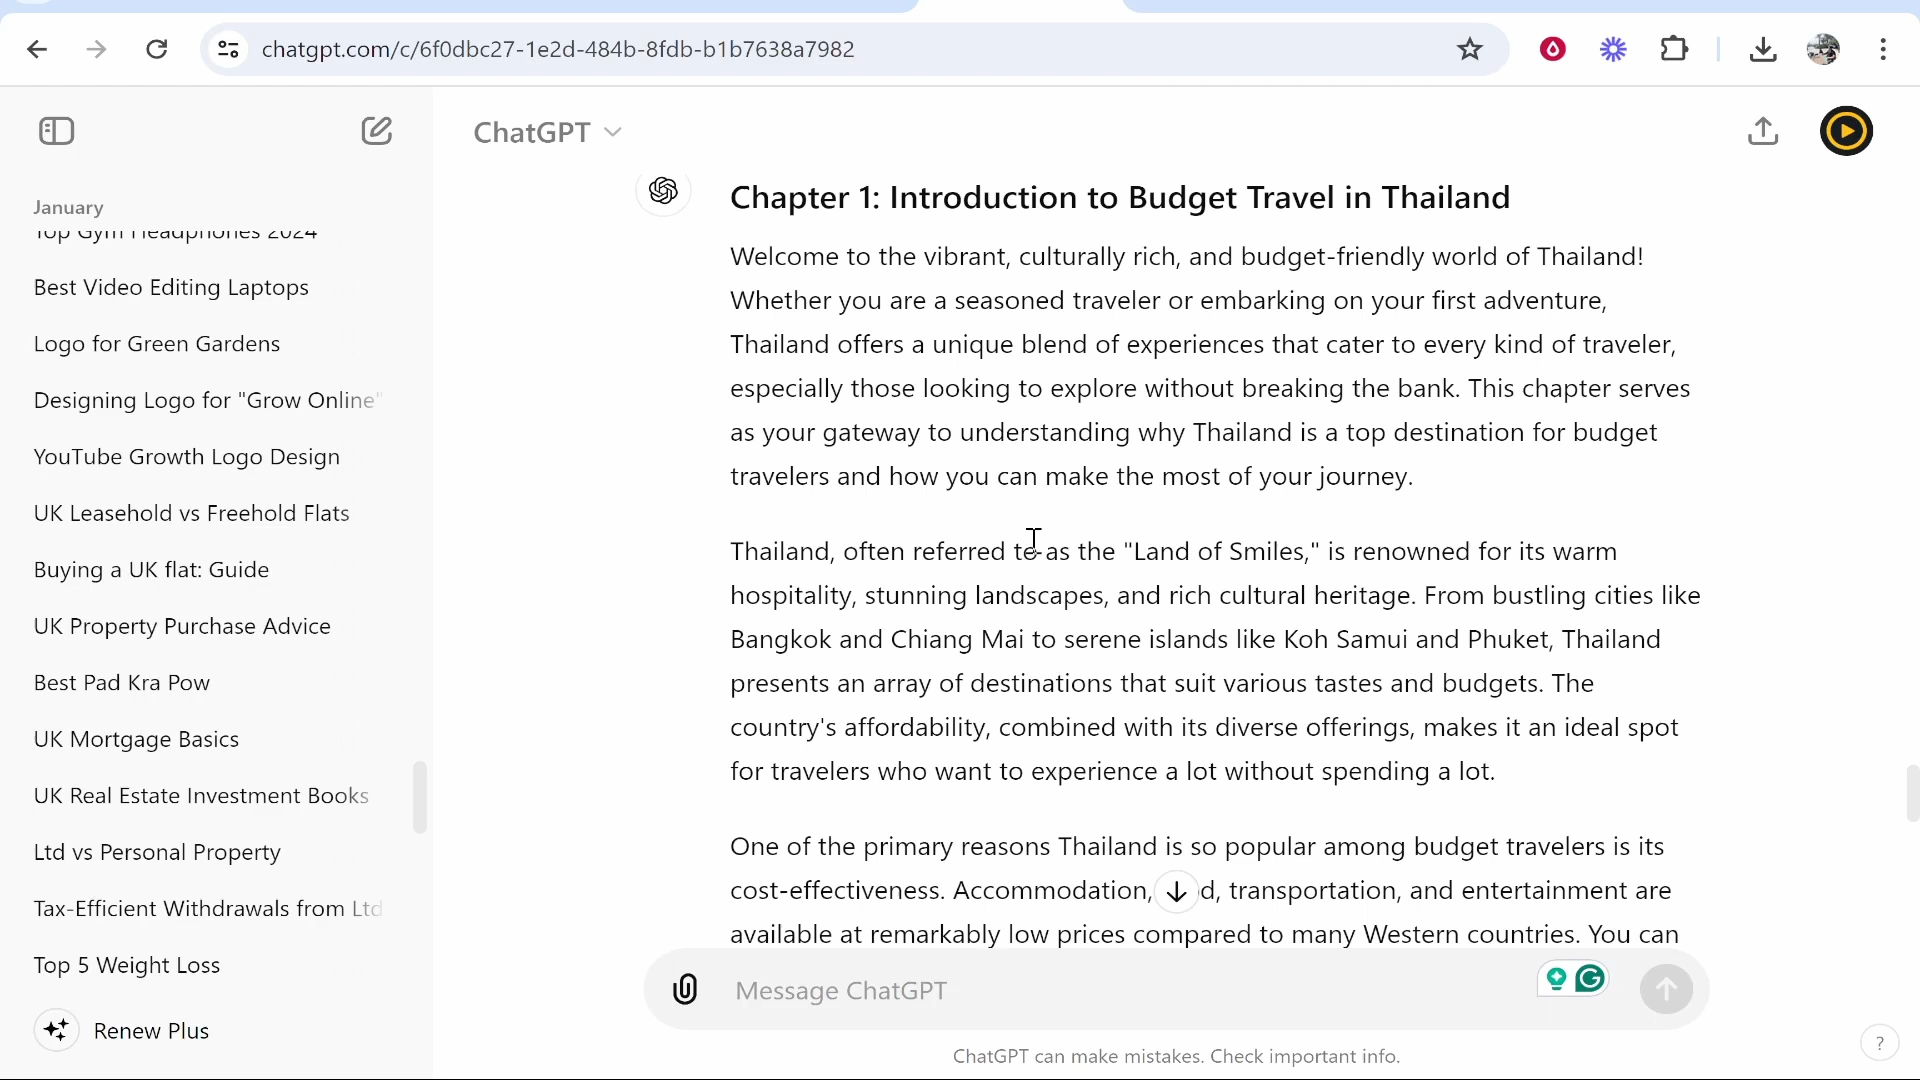 chatgpt.com/c/6f0dbc27-1e2d-484b-8fdb-b1b7638a7982
ChatGPT
January
Top Gym Headphones 2024
Best Video Editing Laptops
Logo for Green Gardens
Designing Logo for "Grow Online"
YouTube Growth Logo Design
UK Leasehold vs Freehold Flats
Buying a UK flat: Guide
UK Property Purchase Advice
Best Pad Kra Pow
UK Mortgage Basics
UK Real Estate Investment Books
Ltd vs Personal Property
Tax-Efficient Withdrawals from Ltd
Top 5 Weight Loss
Renew Plus
Chapter 1: Introduction to Budget Travel in Thailand
Welcome to the vibrant, culturally rich, and budget-friendly world of Thailand!
Whether you are a seasoned traveler or embarking on your first adventure,
Thailand offers a unique blend of experiences that cater to every kind of traveler,
especially those looking to explore without breaking the bank. This chapter serves
as your gateway to understanding why Thailand is a top destination for budget
travelers and how you can make the most of your journey.
Thailand, often referred to as the "Land of Smiles," is renowned for its warm
hospitality, stunning landscapes, and rich cultural heritage. From bustling cities like
Bangkok and Chiang Mai to serene islands like Koh Samui and Phuket, Thailand
presents an array of destinations that suit various tastes and budgets. The
country's affordability, combined with its diverse offerings, makes it an ideal spot
for travelers who want to experience a lot without spending a lot.
One of the primary reasons Thailand is so popular among budget travelers is its
cost-effectiveness. Accommodation, d, transportation, and entertainment are
available at remarkably low prices compared to many Western countries. You can
Message ChatGPT
ChatGPT can make mistakes. Check important info.
?